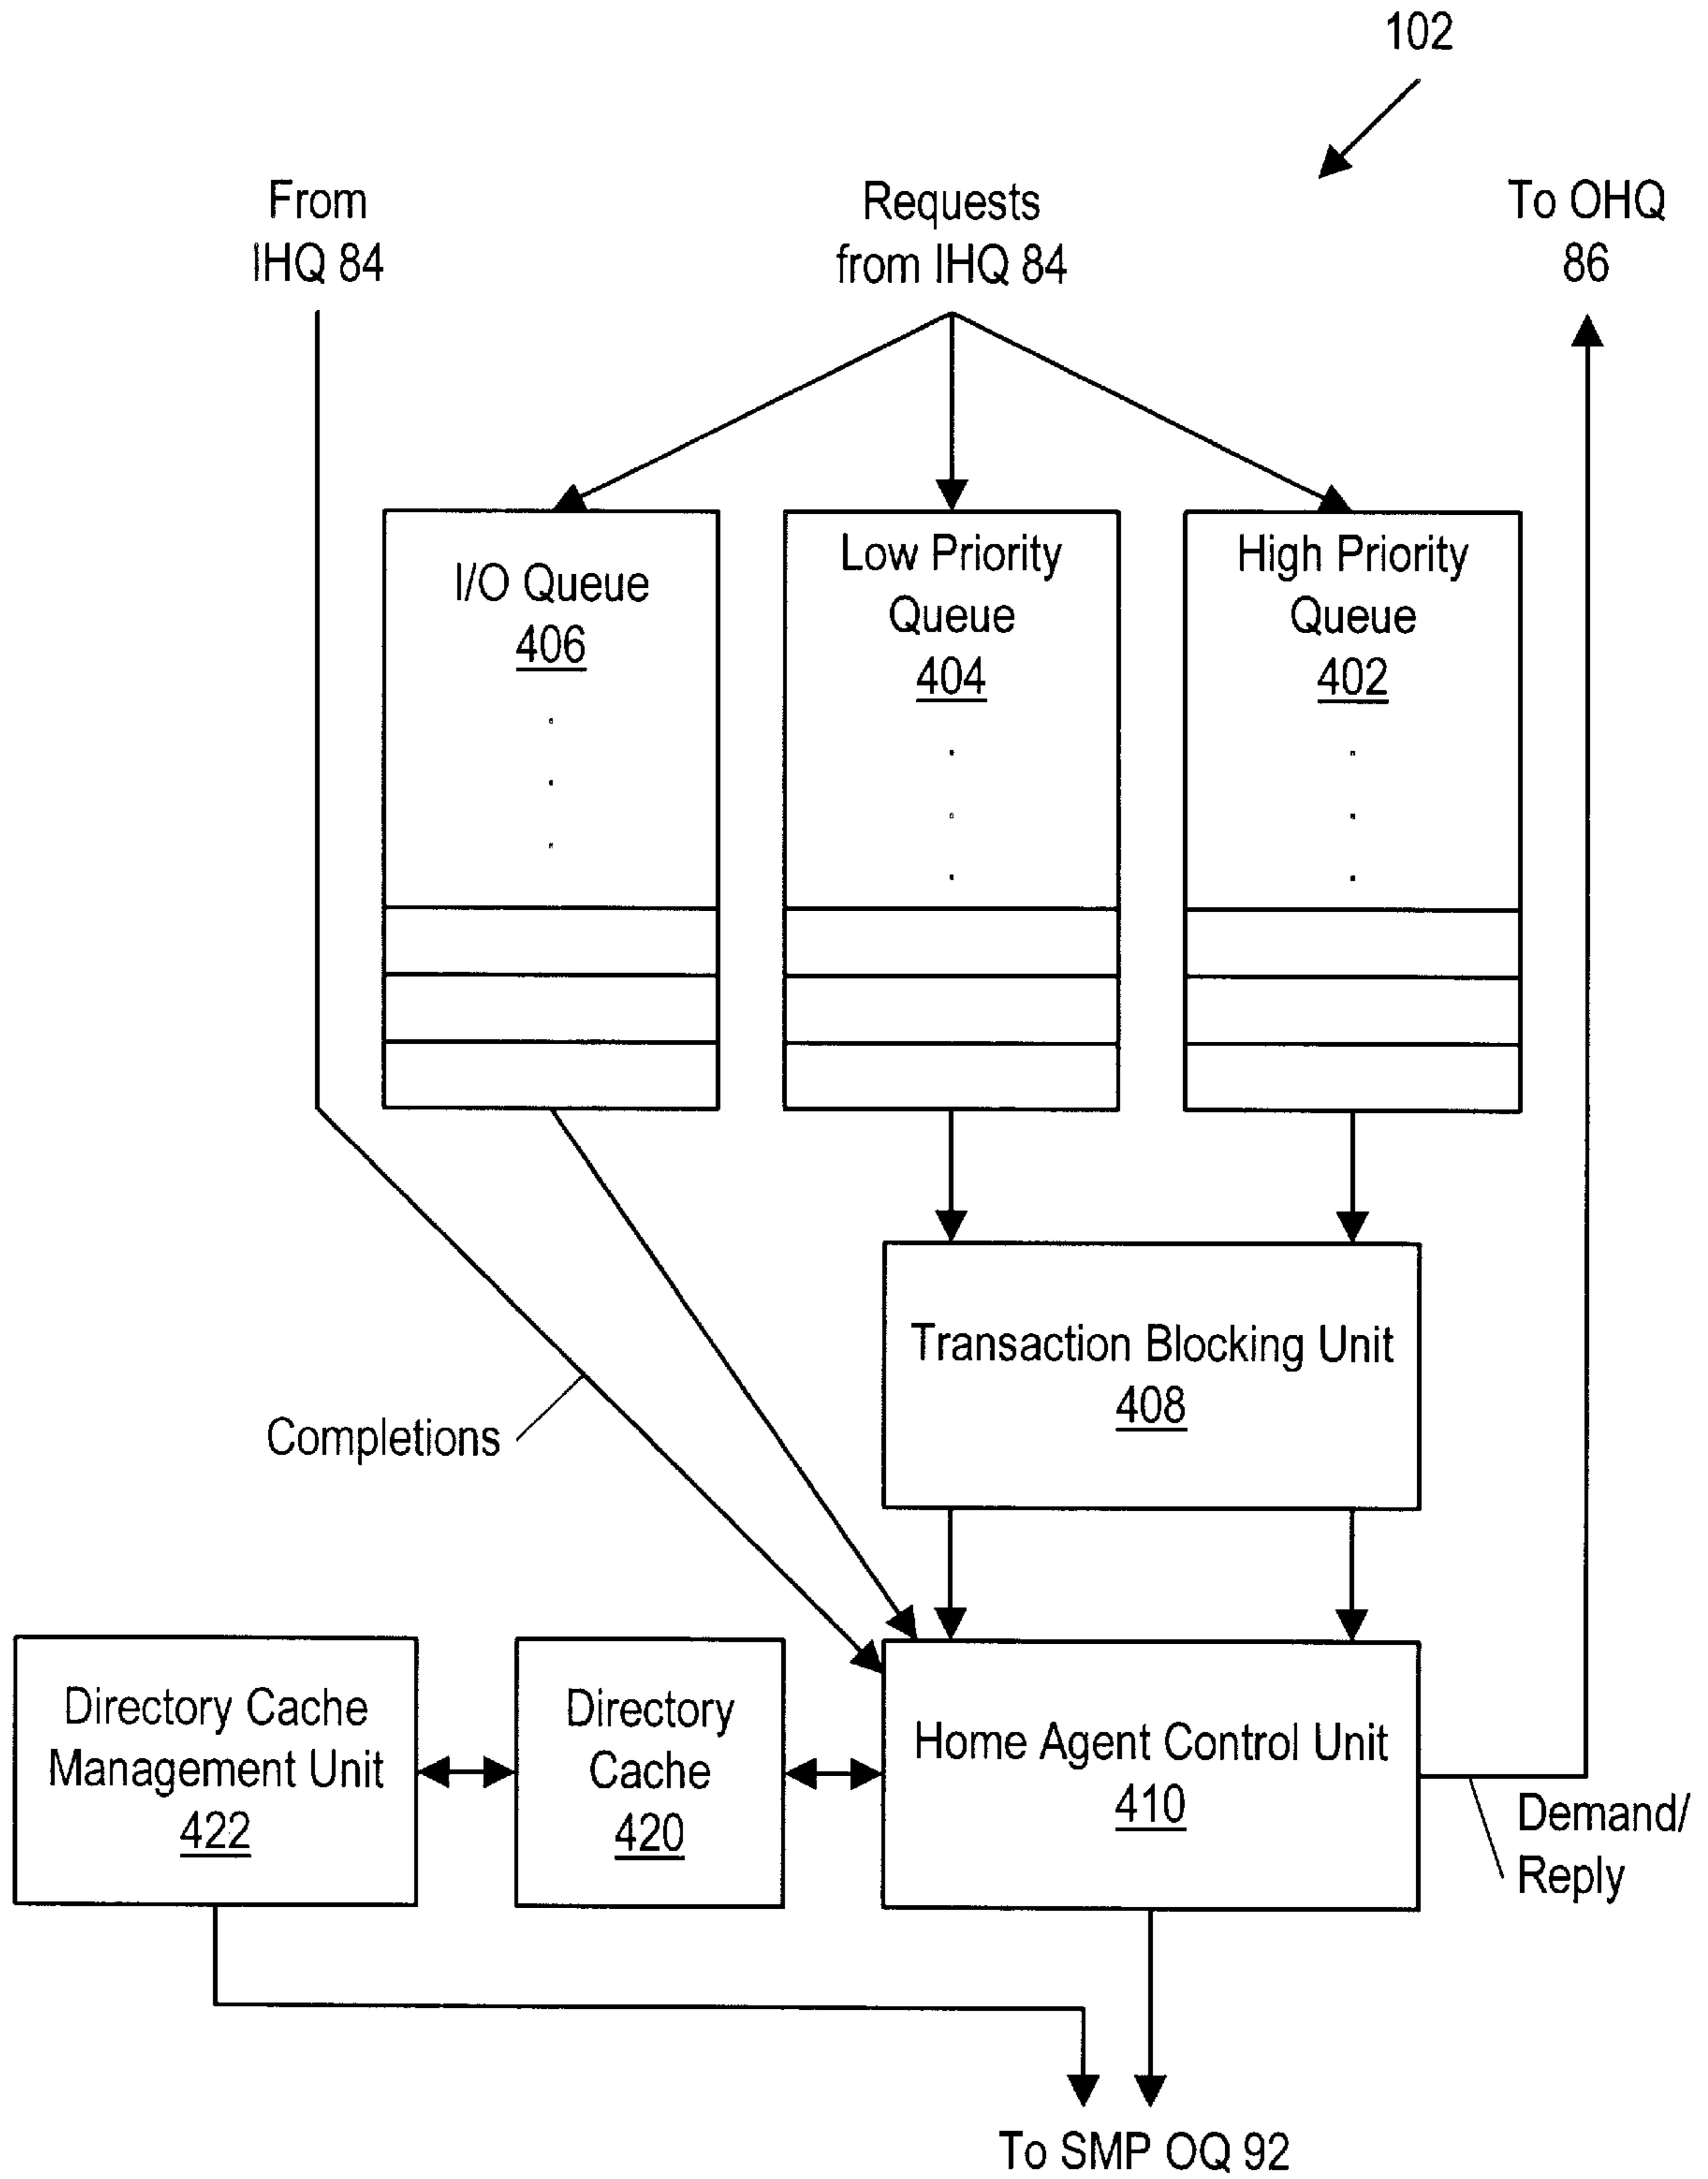 102
From
IHQ 84
Requests
from IHQ 84
To OHQ
86
I/O Queue
406
Low Priority
Queue
404
High Priority
Queue
402
Transaction Blocking Unit
408
Completions
Directory Cache
Management Unit
422
Directory
Cache
420
Home Agent Control Unit
410
Demand/
Reply
To SMP OQ 92